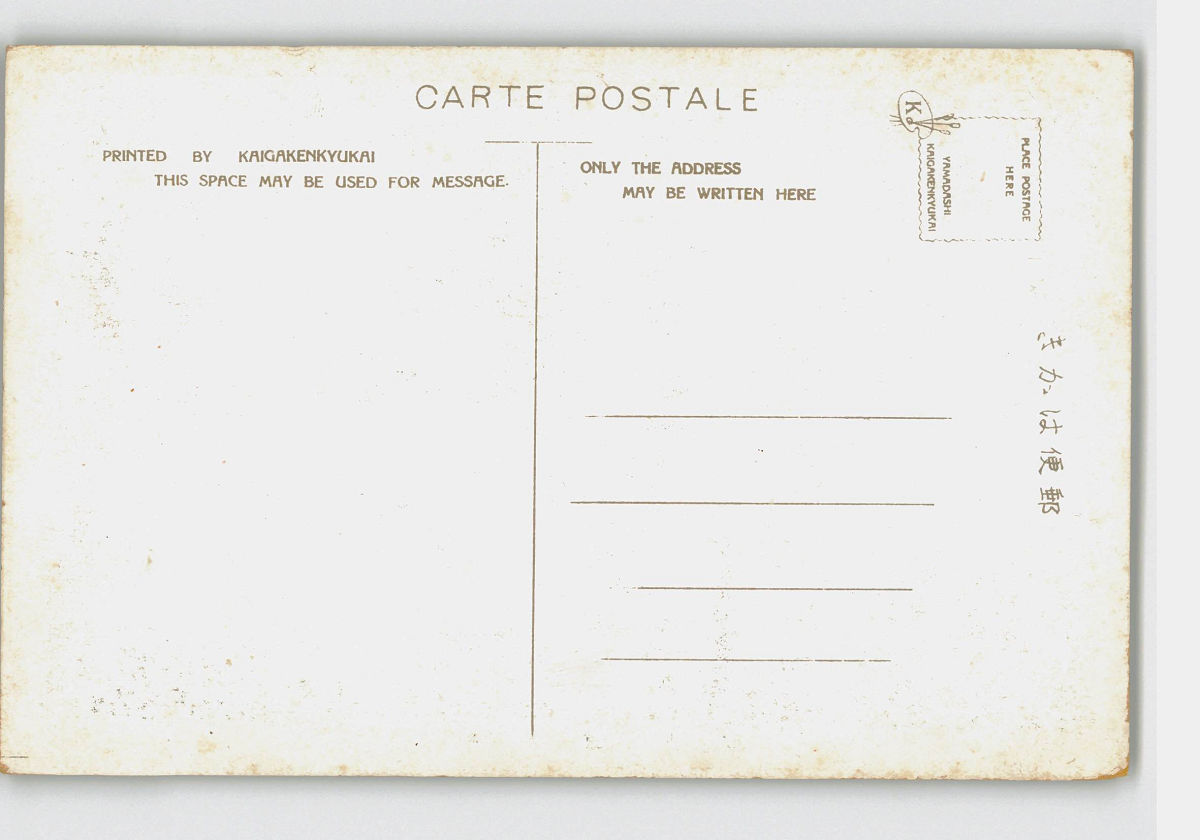 CARTE POSTALE
PRINTED BY KAIGAKENKYUKAI
THIS SPACE MAY BE USED FOR MESSAGE.
ONLY THE ADDRESS
MAY BE WRITTEN HERE
K
PLACE POSTAGE
HERE
YAMADASHI
KAIGAKENKYUKAI
郵便はかき